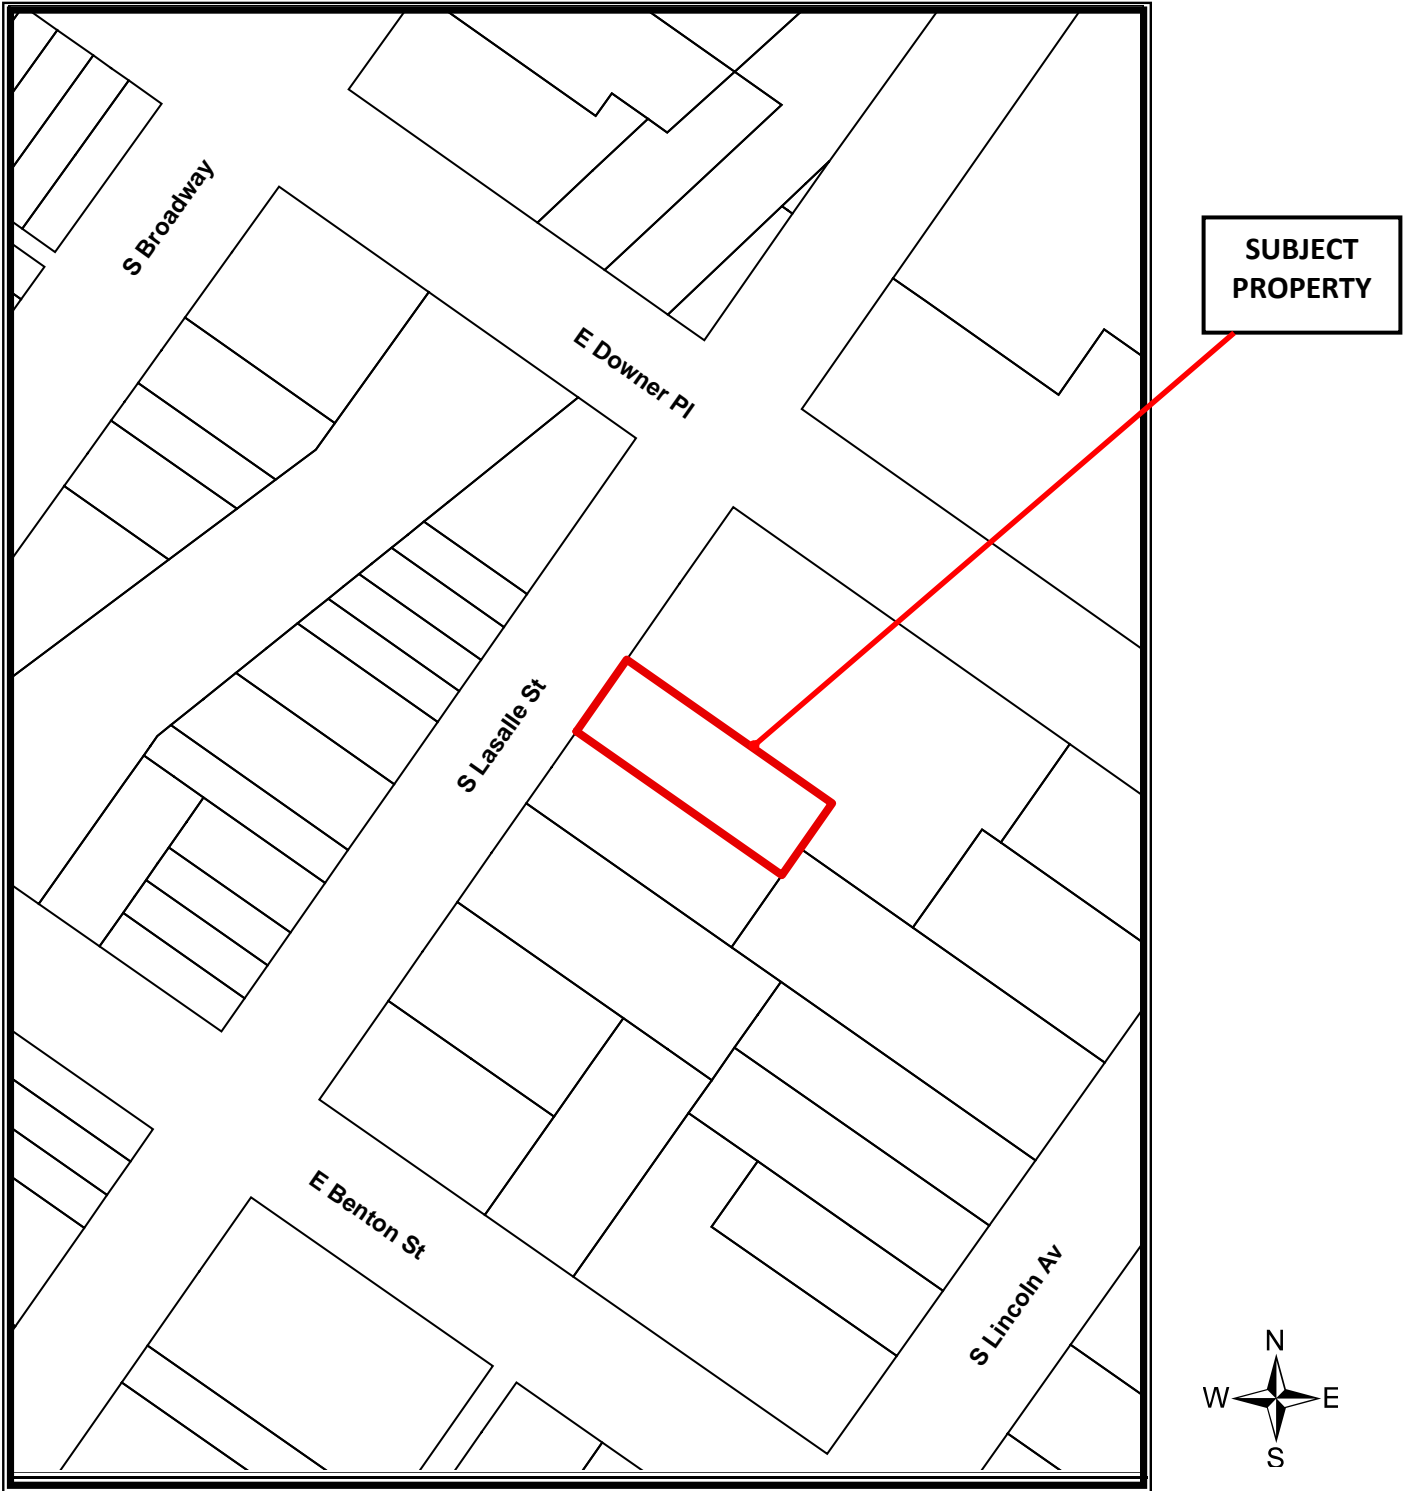 S Broadway
SUBJECT
PROPERTY
E Downer Pl
S Lasalle St
E Benton St
S Lincoln Av
N
W E
S